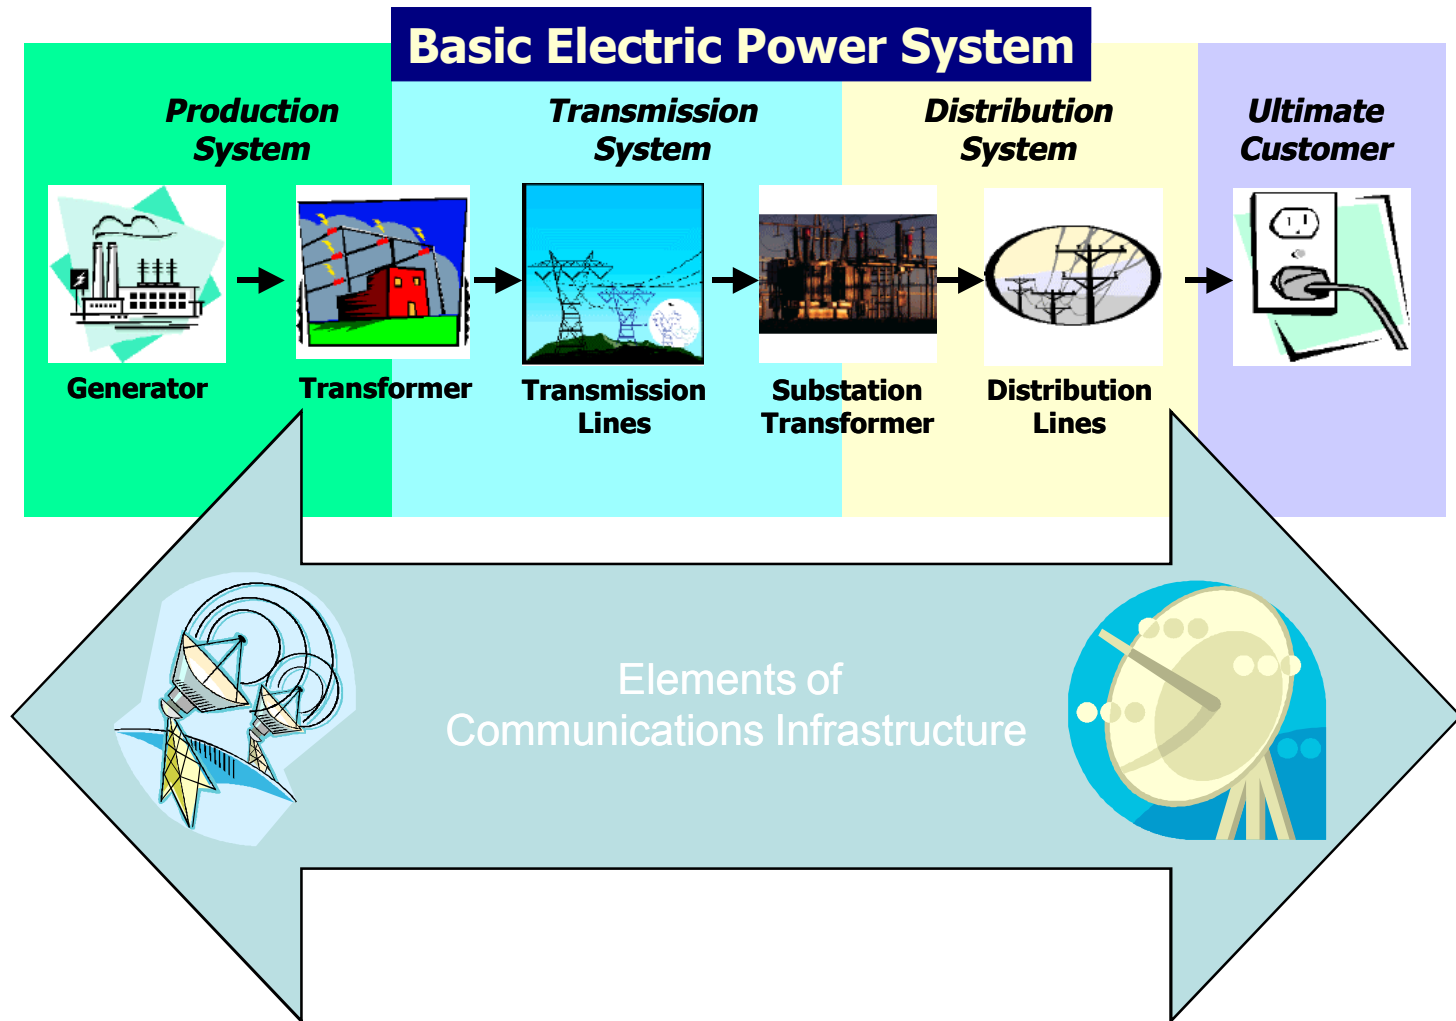 Basic Electric Power System
Production
System
Transmission
System
Distribution
System
Ultimate
Customer
Generator
Transformer
Transmission
Lines
Substation
Transformer
Distribution
Lines
Elements of
Communications Infrastructure